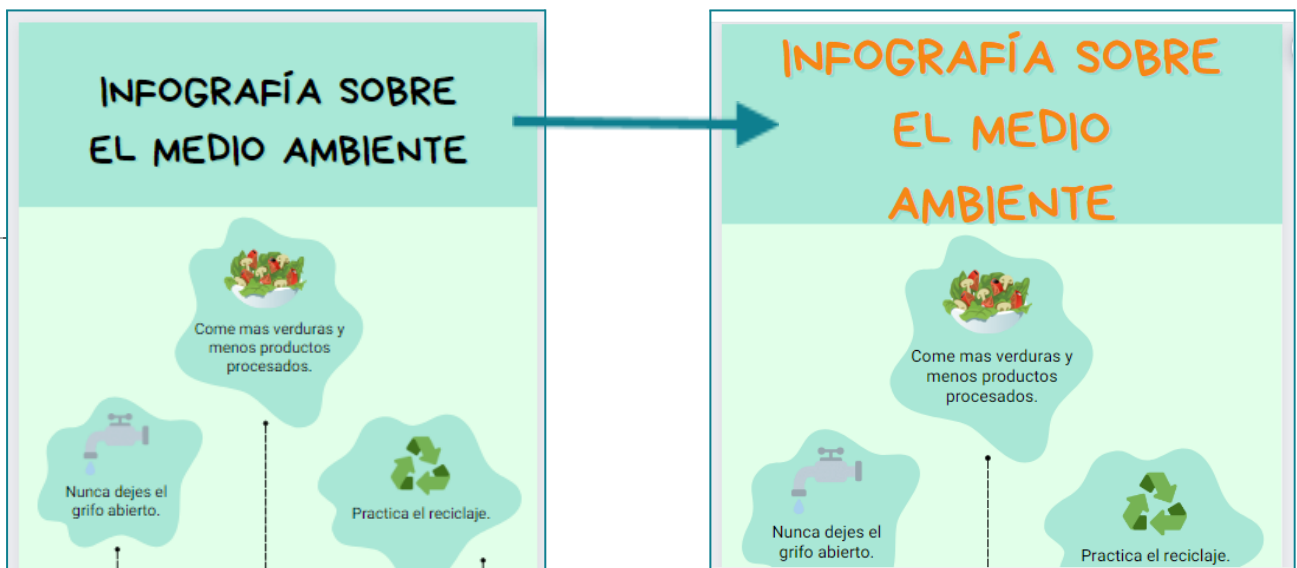 INFOGRAFÍA SOBRE
EL MEDIO AMBIENTE
Come mas verduras y
menos productos
procesados.
Nunca dejes el
grifo abierto.
Practica el reciclaje.
INFOGRAFÍA SOBRE
EL MEDIO
AMBIENTE
Come mas verduras y
menos productos
procesados.
Nunca dejes el
grifo abierto.
Practica el reciclaje.